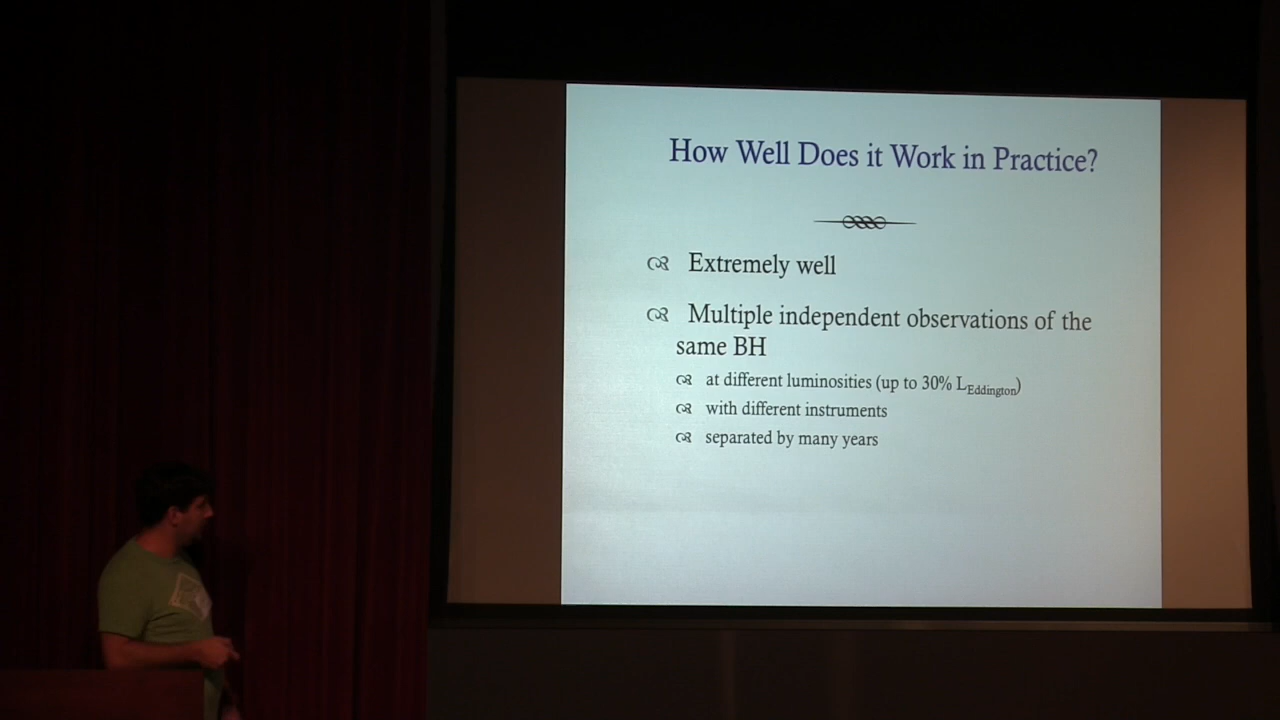 How Well Does it Work in Practice?
Extremely well
Multiple independent observations of the
same BH
at different luminosities (up to 30% LEddington)
with different instruments
separated by many years